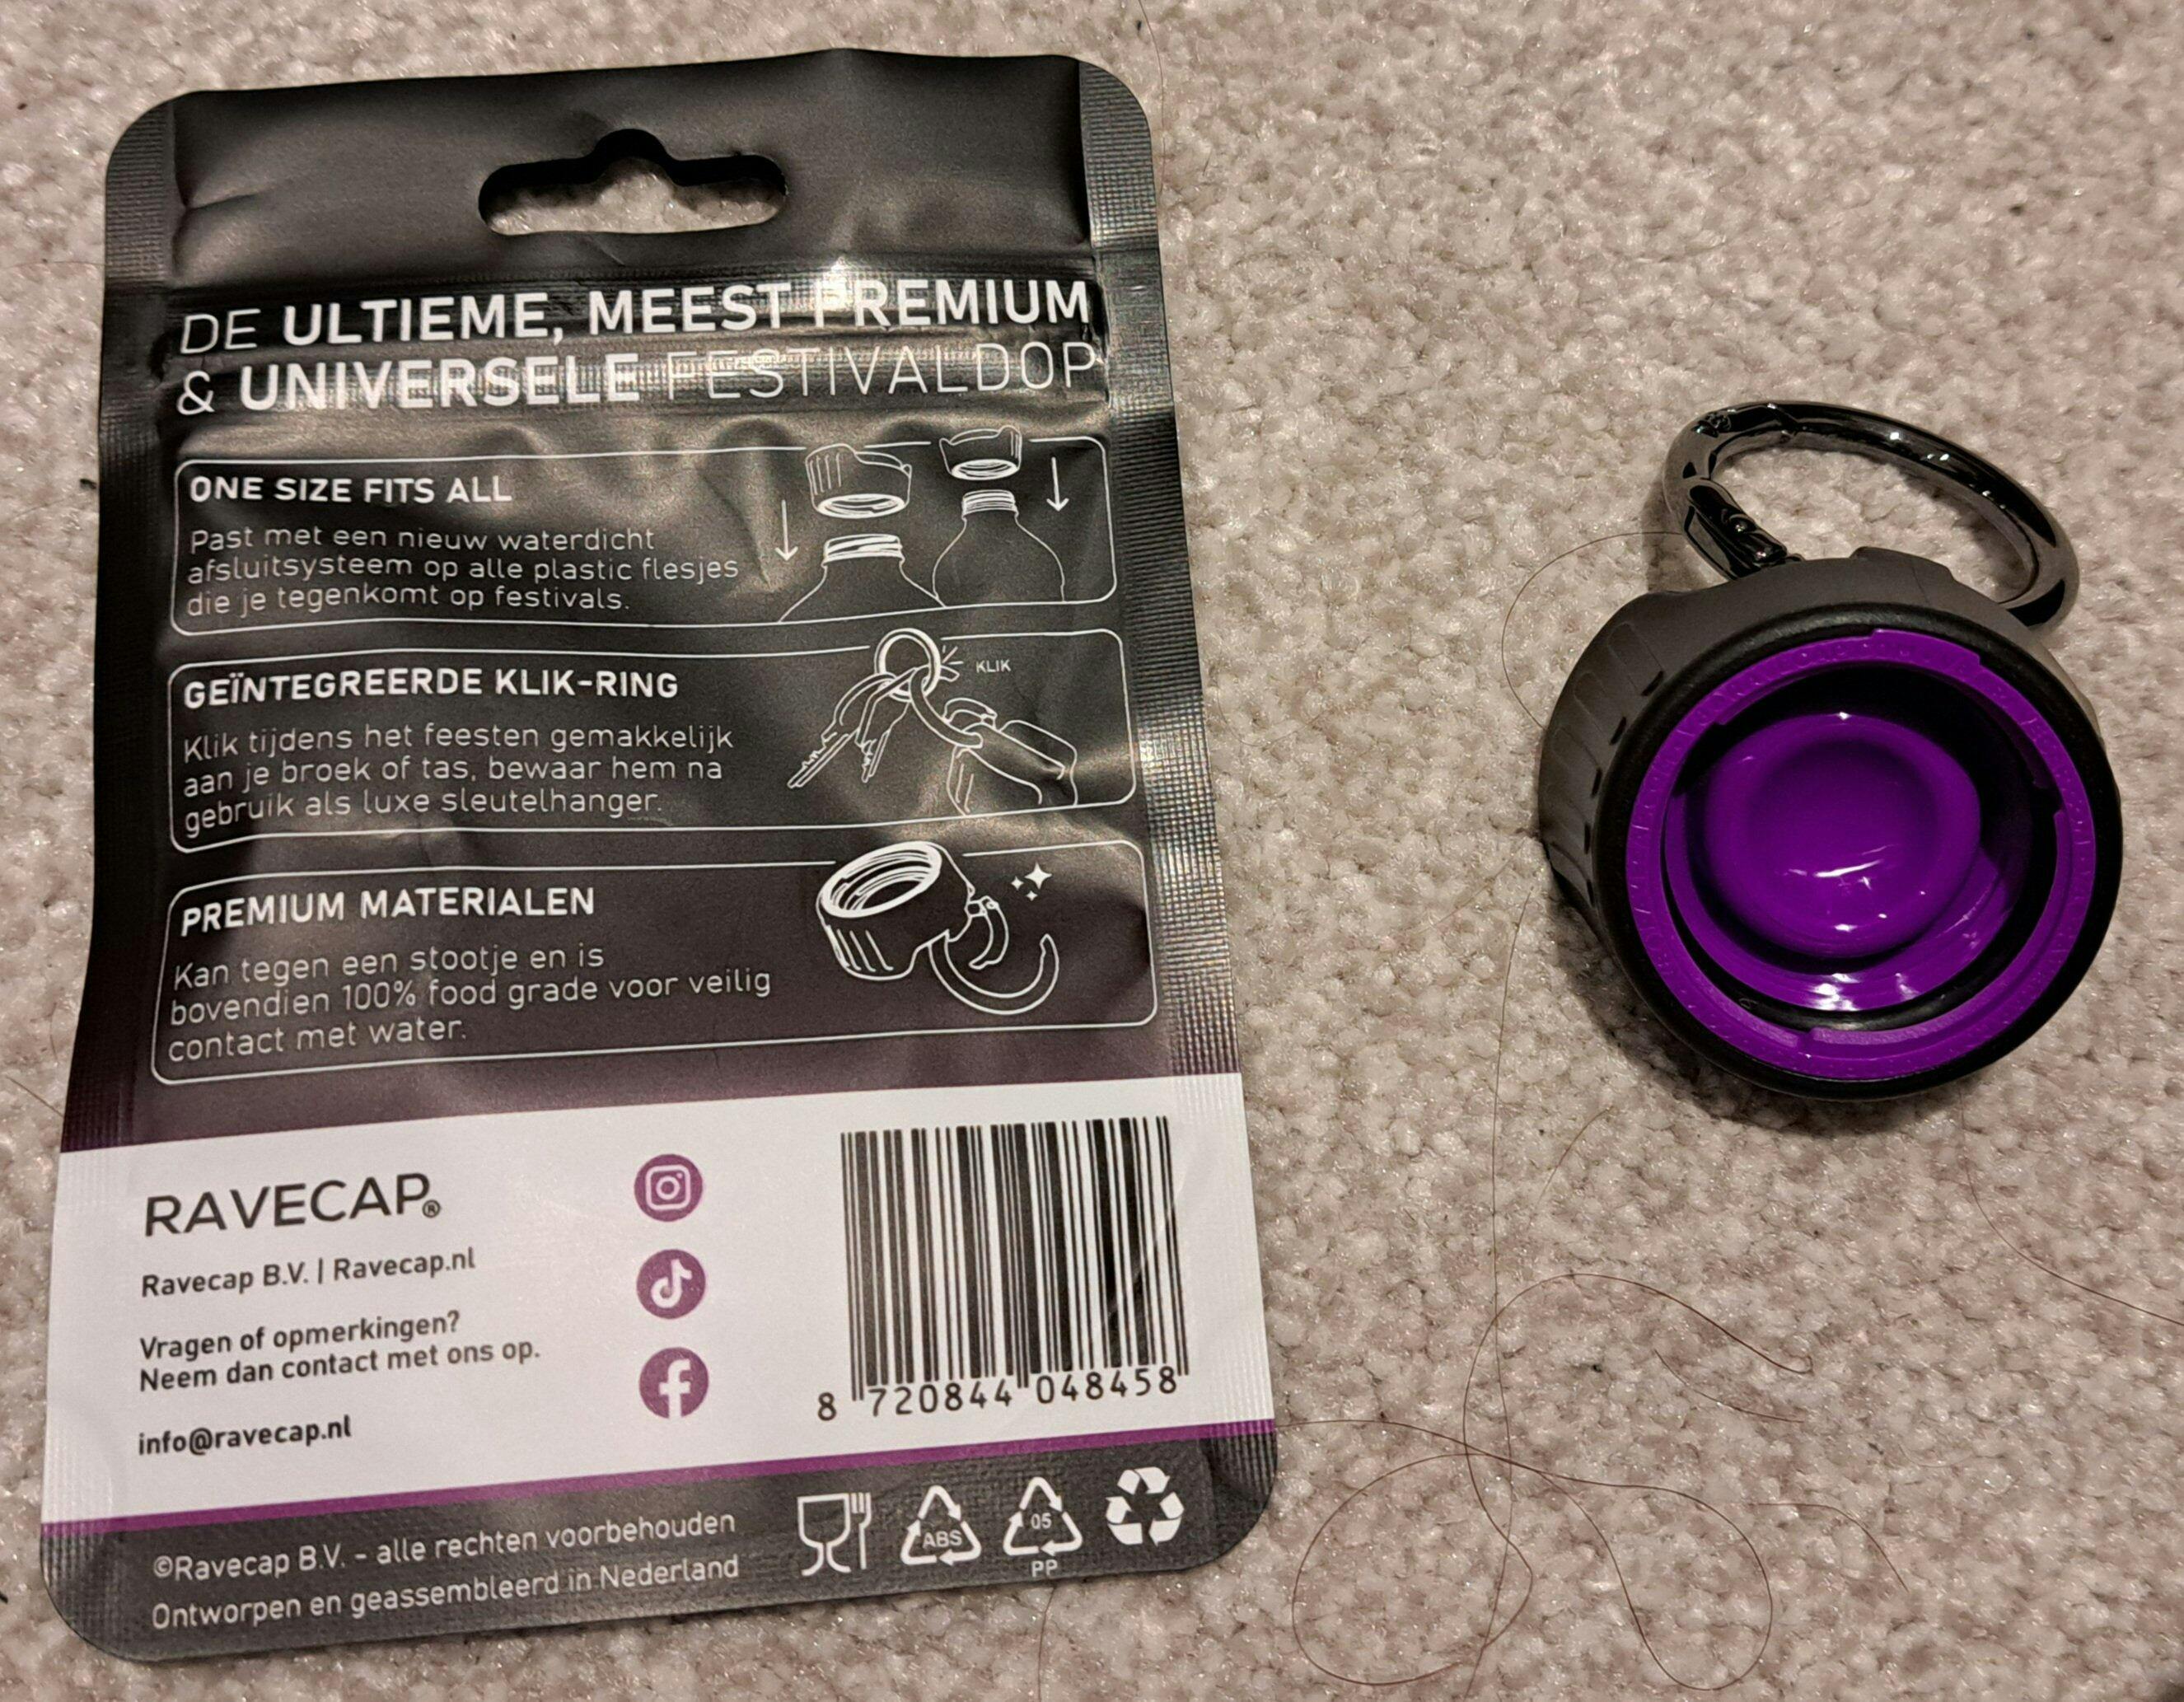 DE ULTIEME, MEEST PREMIUM
& UNIVERSELE FESTIVALDOP
ONE SIZE FITS ALL
Past met een nieuw waterdicht
afsluitsysteem op alle plastic flesjes
die je tegenkomt op festivals.
GEÏNTEGREERDE KLIK-RING
KLIK
Klik tijdens het feesten gemakkelijk
aan je broek of tas, bewaar hem na
gebruik als luxe sleutelhanger.
PREMIUM MATERIALEN
Kan tegen een stootje en is
bovendien 100% food grade voor veilig
contact met water.
RAVECAP®
Ravecap B.V. | Ravecap.nl
Vragen of opmerkingen?
Neem dan contact met ons op.
info@ravecap.nl
8 720844 048458
©Ravecap B.V. - alle rechten voorbehouden
Ontworpen en geassembleerd in Nederland
ABS
05
PP